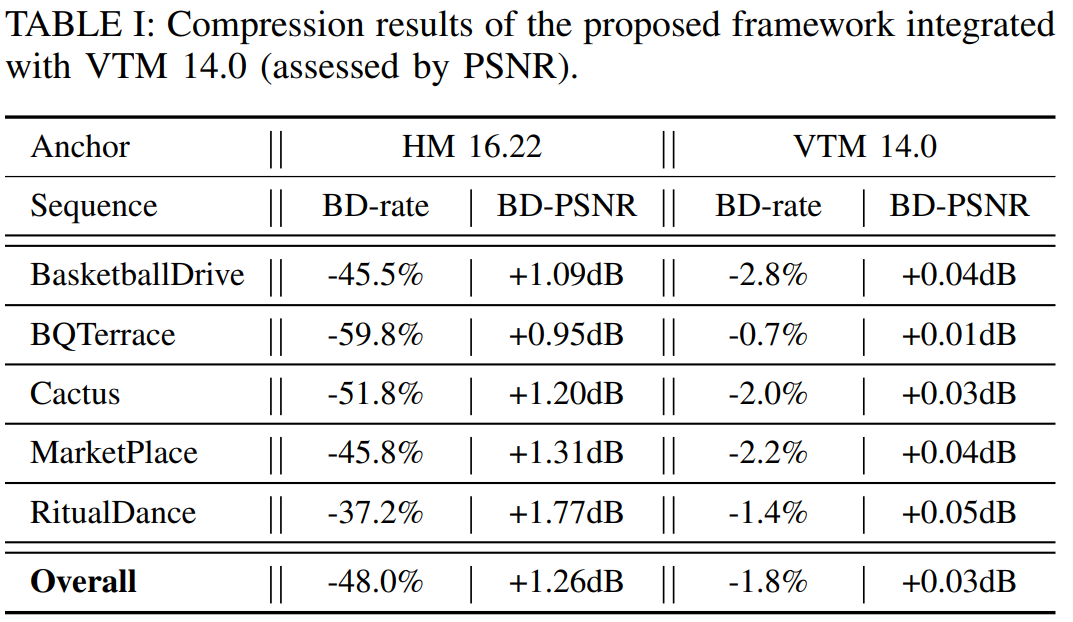 TABLE I: Compression results of the proposed framework integrated
with VTM 14.0 (assessed by PSNR).
Anchor HM 16.22 VTM 14.0
Sequence BD-rate BD-PSNR BD-rate BD-PSNR
BasketballDrive -45.5% +1.09dB -2.8% +0.04dB
BQTerrace -59.8% +0.95dB -0.7% +0.01dB
Cactus -51.8% +1.20dB -2.0% +0.03dB
MarketPlace -45.8% +1.31dB -2.2% +0.04dB
RitualDance -37.2% +1.77dB -1.4% +0.05dB
Overall -48.0% +1.26dB -1.8% +0.03dB